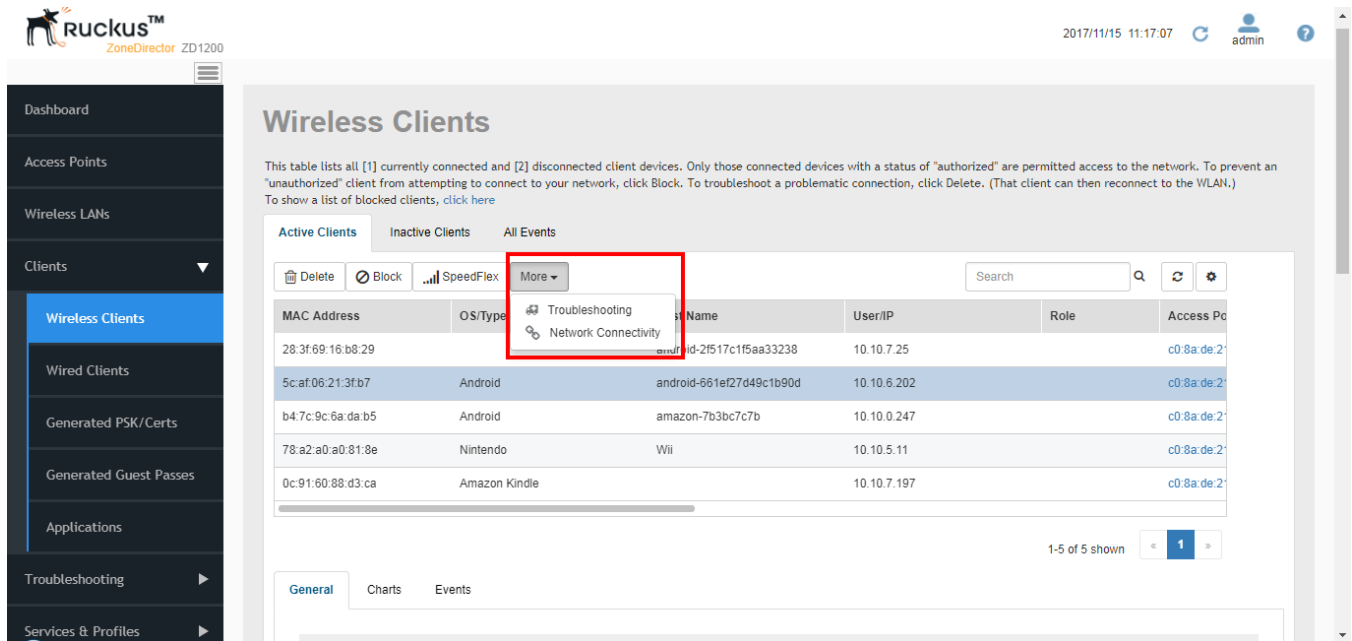 RUCKUS™
ZoneDirector ZD1200
2017/11/15 11:17:07
admin
?
Dashboard
Access Points
Wireless LANs
Clients
Wireless Clients
Wired Clients
Generated PSK/Certs
Generated Guest Passes
Applications
Troubleshooting
Services & Profiles
Wireless Clients
This table lists all [1] currently connected and [2] disconnected client devices. Only those connected devices with a status of "authorized" are permitted access to the network. To prevent an
"unauthorized" client from attempting to connect to your network, click Block. To troubleshoot a problematic connection, click Delete. (That client can then reconnect to the WLAN.)
To show a list of blocked clients, click here
Active Clients Inactive Clients All Events
Delete Block SpeedFlex More Search
Troubleshooting
Network Connectivity
MAC Address OS/Type st Name User/IP Role Access Po
28:3f:69:16:b8:29 android-2f517c1f5aa33238 10.10.7.25 c0:8a:de:2
5c:af:06:21:3f:b7 Android android-661ef27d49c1b90d 10.10.6.202 c0:8a:de:2
b4:7c:9c:6a:da:b5 Android amazon-7b3bc7c7b 10.10.0.247 c0:8a:de:2
78:a2:a0:a0:81:8e Nintendo Wii 10.10.5.11 c0:8a:de:2
0c:91:60:88:d3:ca Amazon Kindle 10.10.7.197 c0:8a:de:2
1-5 of 5 shown « 1 »
General Charts Events